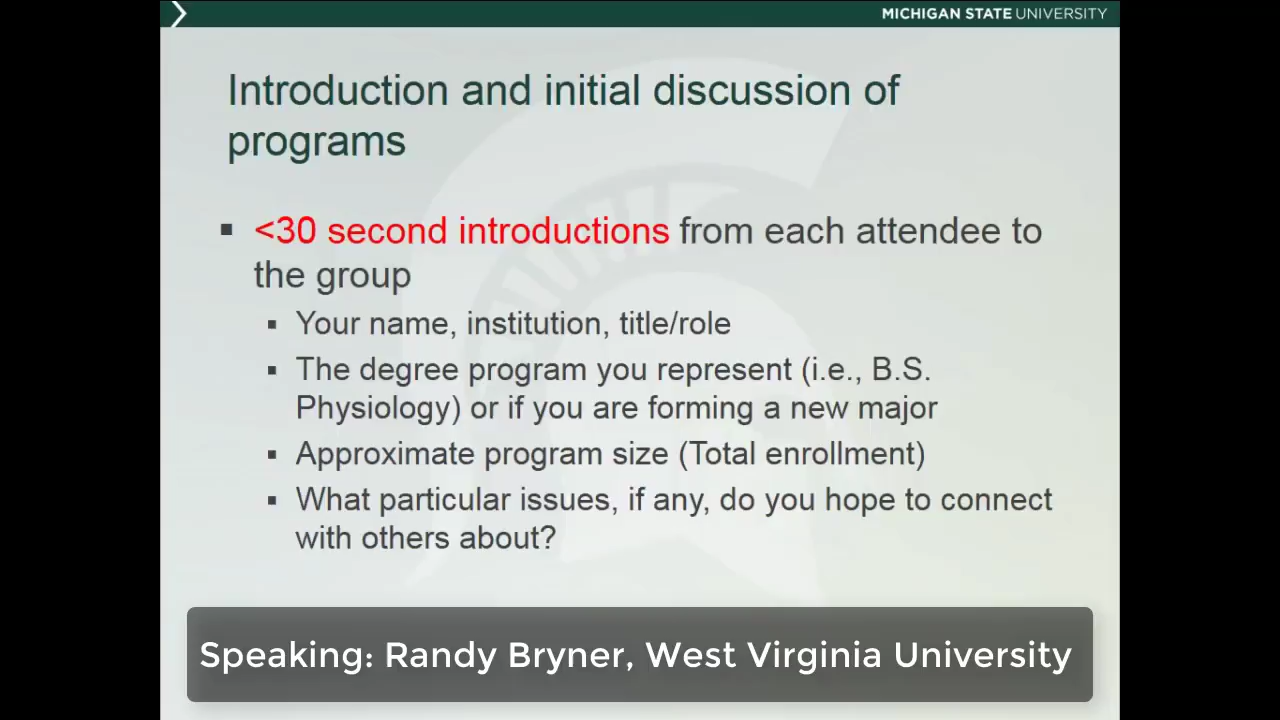 MICHIGAN STATE UNIVERSITY
Introduction and initial discussion of
programs
<30 second introductions from each attendee to
the group
Your name, institution, title/role
The degree program you represent (i.e., B.S.
Physiology) or if you are forming a new major
Approximate program size (Total enrollment)
What particular issues, if any, do you hope to connect
with others about?
Speaking: Randy Bryner, West Virginia University